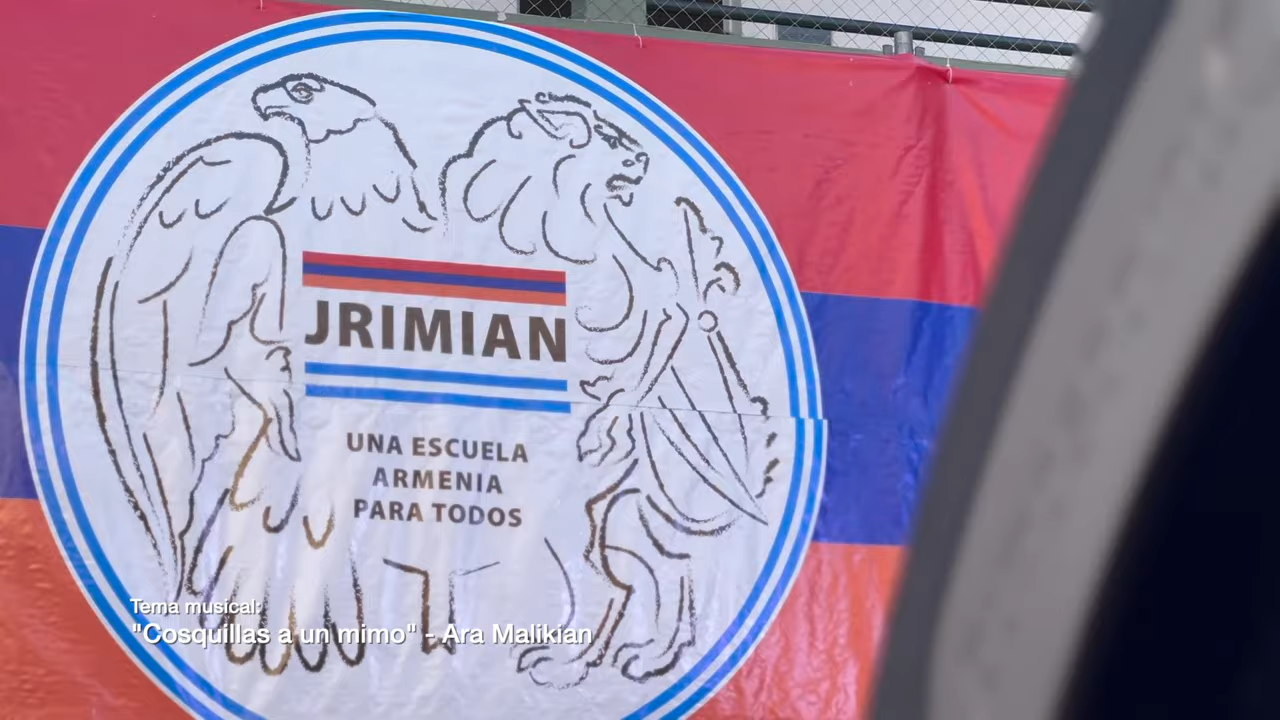 JRIMIAN
UNA ESCUELA
ARMENIA
PARA TODOS
Tema musical:
"Cosquillas a un mimo" - Ara Malikian